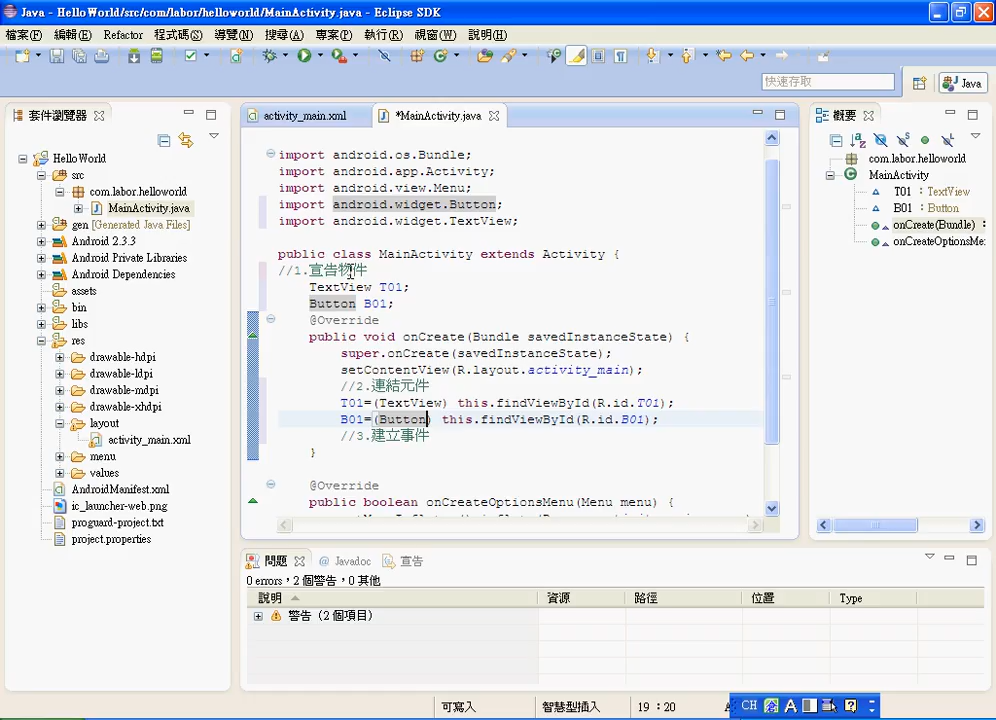 Java - HelloWorld/src/com/labor/helloworld/MainActivity.java - Eclipse SDK
檔案(F) 編輯(E) Refactor 程式碼(S) 導覽(N) 搜尋(A) 專案(P) 執行(R) 視窗(W) 說明(H)
快速存取
Java
套件瀏覽器
HelloWorld
src
com.labor.helloworld
MainActivity.java
gen [Generated Java Files]
Android 2.3.3
Android Private Libraries
Android Dependencies
assets
bin
libs
res
drawable-hdpi
drawable-ldpi
drawable-mdpi
drawable-xhdpi
layout
activity_main.xml
menu
values
AndroidManifest.xml
ic_launcher-web.png
proguard-project.txt
project.properties
activity_main.xml
*MainActivity.java
import android.os.Bundle;
import android.app.Activity;
import android.view.Menu;
import android.widget.Button;
import android.widget.TextView;
public class MainActivity extends Activity {
//1.宣告物件
TextView T01;
Button B01;
@Override
public void onCreate(Bundle savedInstanceState) {
super.onCreate(savedInstanceState);
setContentView(R.layout.activity_main);
//2.連結元件
T01=(TextView) this.findViewById(R.id.T01);
B01=(Button) this.findViewById(R.id.B01);
//3.建立事件
}
@Override
public boolean onCreateOptionsMenu(Menu menu) {
概要
com.labor.helloworld
MainActivity
T01 : TextView
B01 : Button
onCreate(Bundle)
onCreateOptionsMe
問題
@ Javadoc
宣告
0 errors，2 個警告，0 其他
說明 資源 路徑 位置 Type
警告（2 個項目）
可寫入
智慧型插入
19 : 20
CH